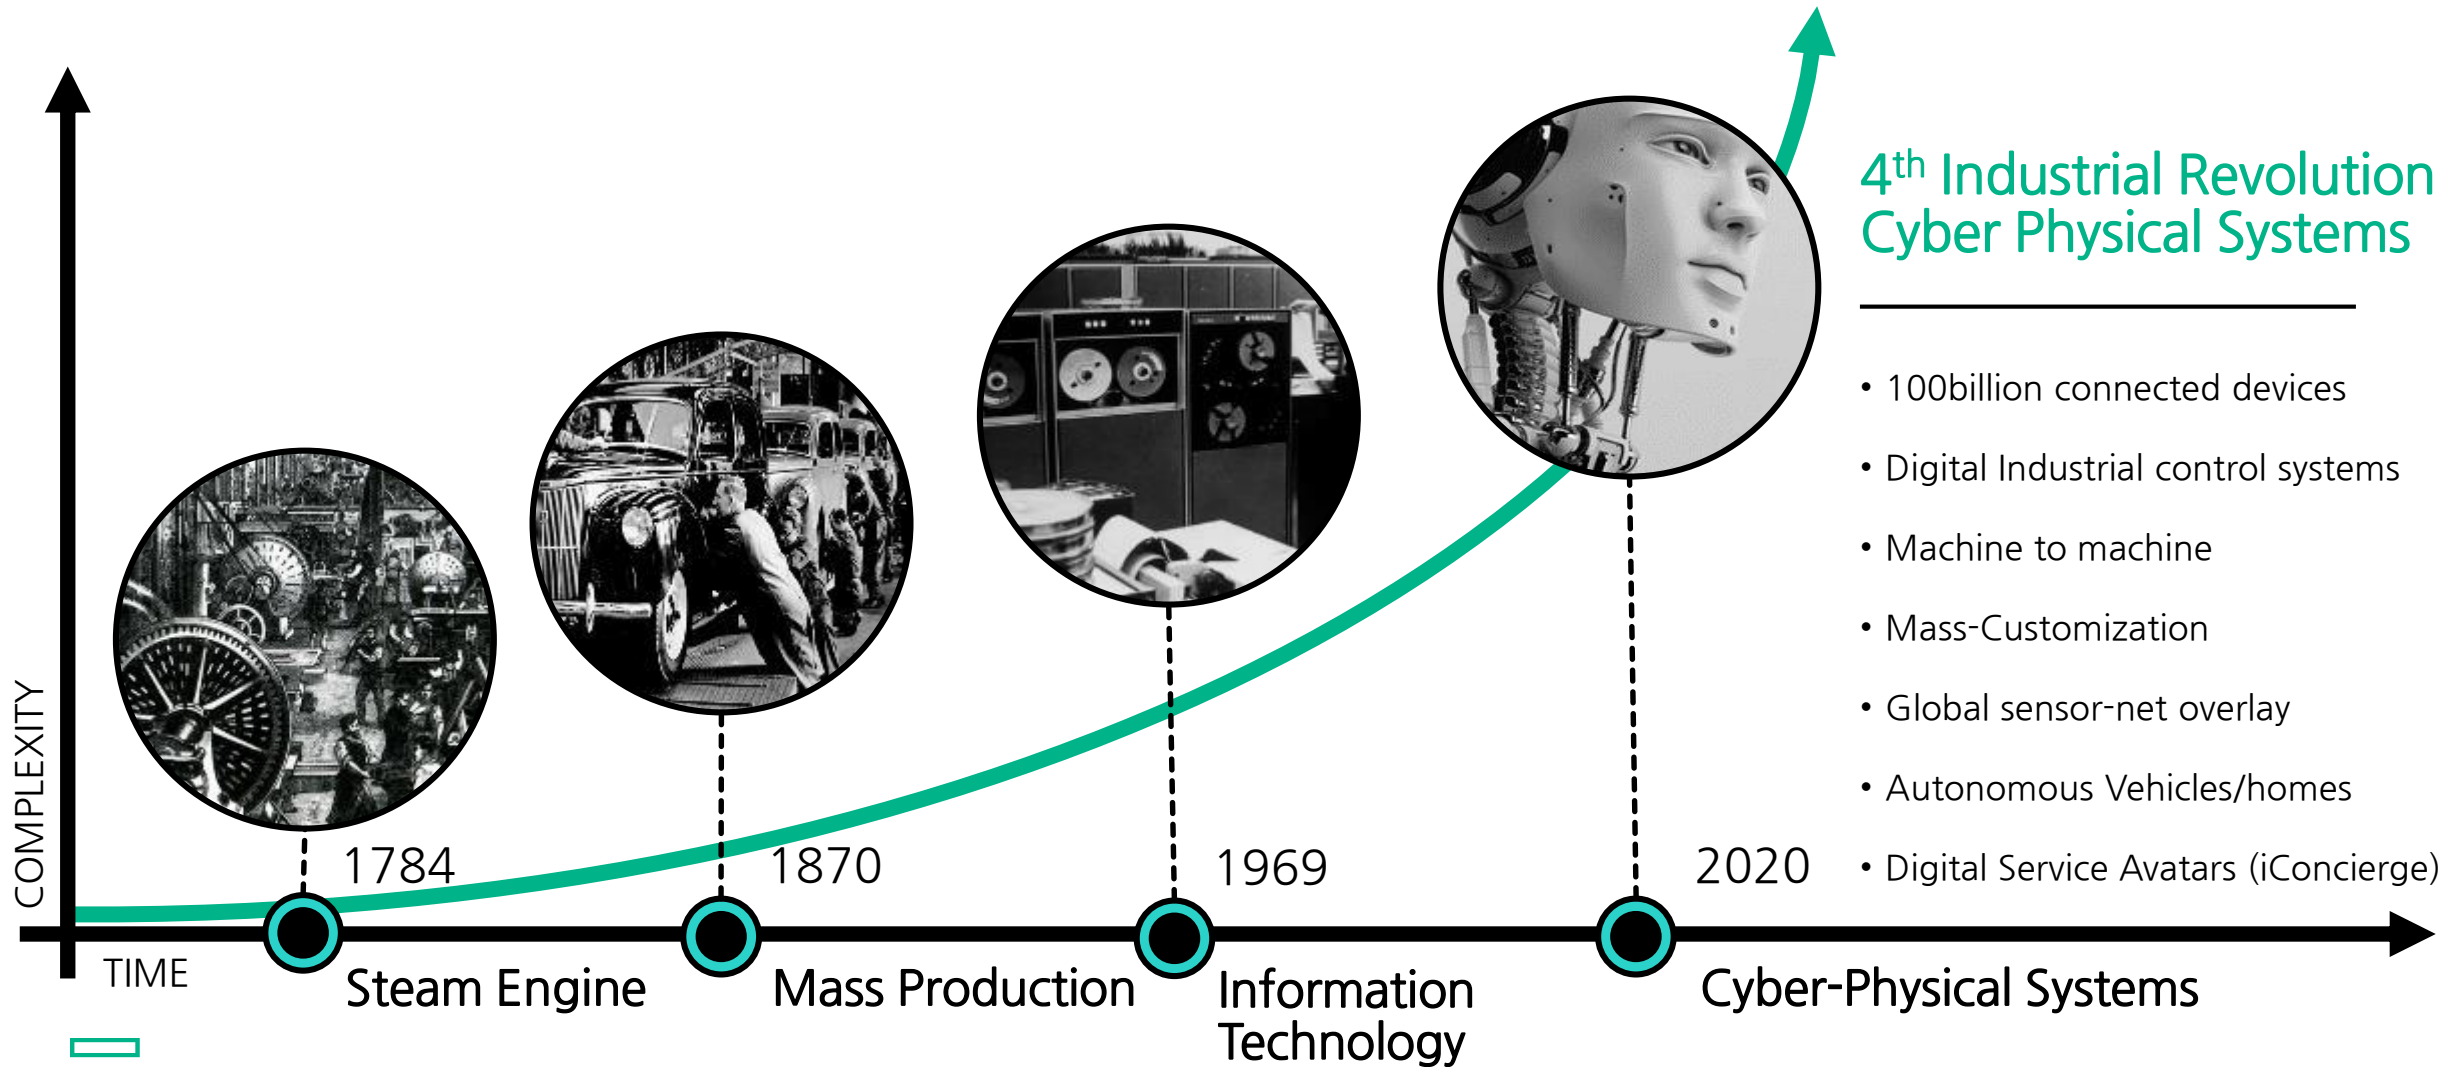 4th Industrial Revolution
Cyber Physical Systems
• 100billion connected devices
• Digital Industrial control systems
• Machine to machine
• Mass-Customization
• Global sensor-net overlay
• Autonomous Vehicles/homes
• Digital Service Avatars (iConcierge)
COMPLEXITY
1784
1870
1969
2020
TIME
Steam Engine
Mass Production
Information
Technology
Cyber-Physical Systems